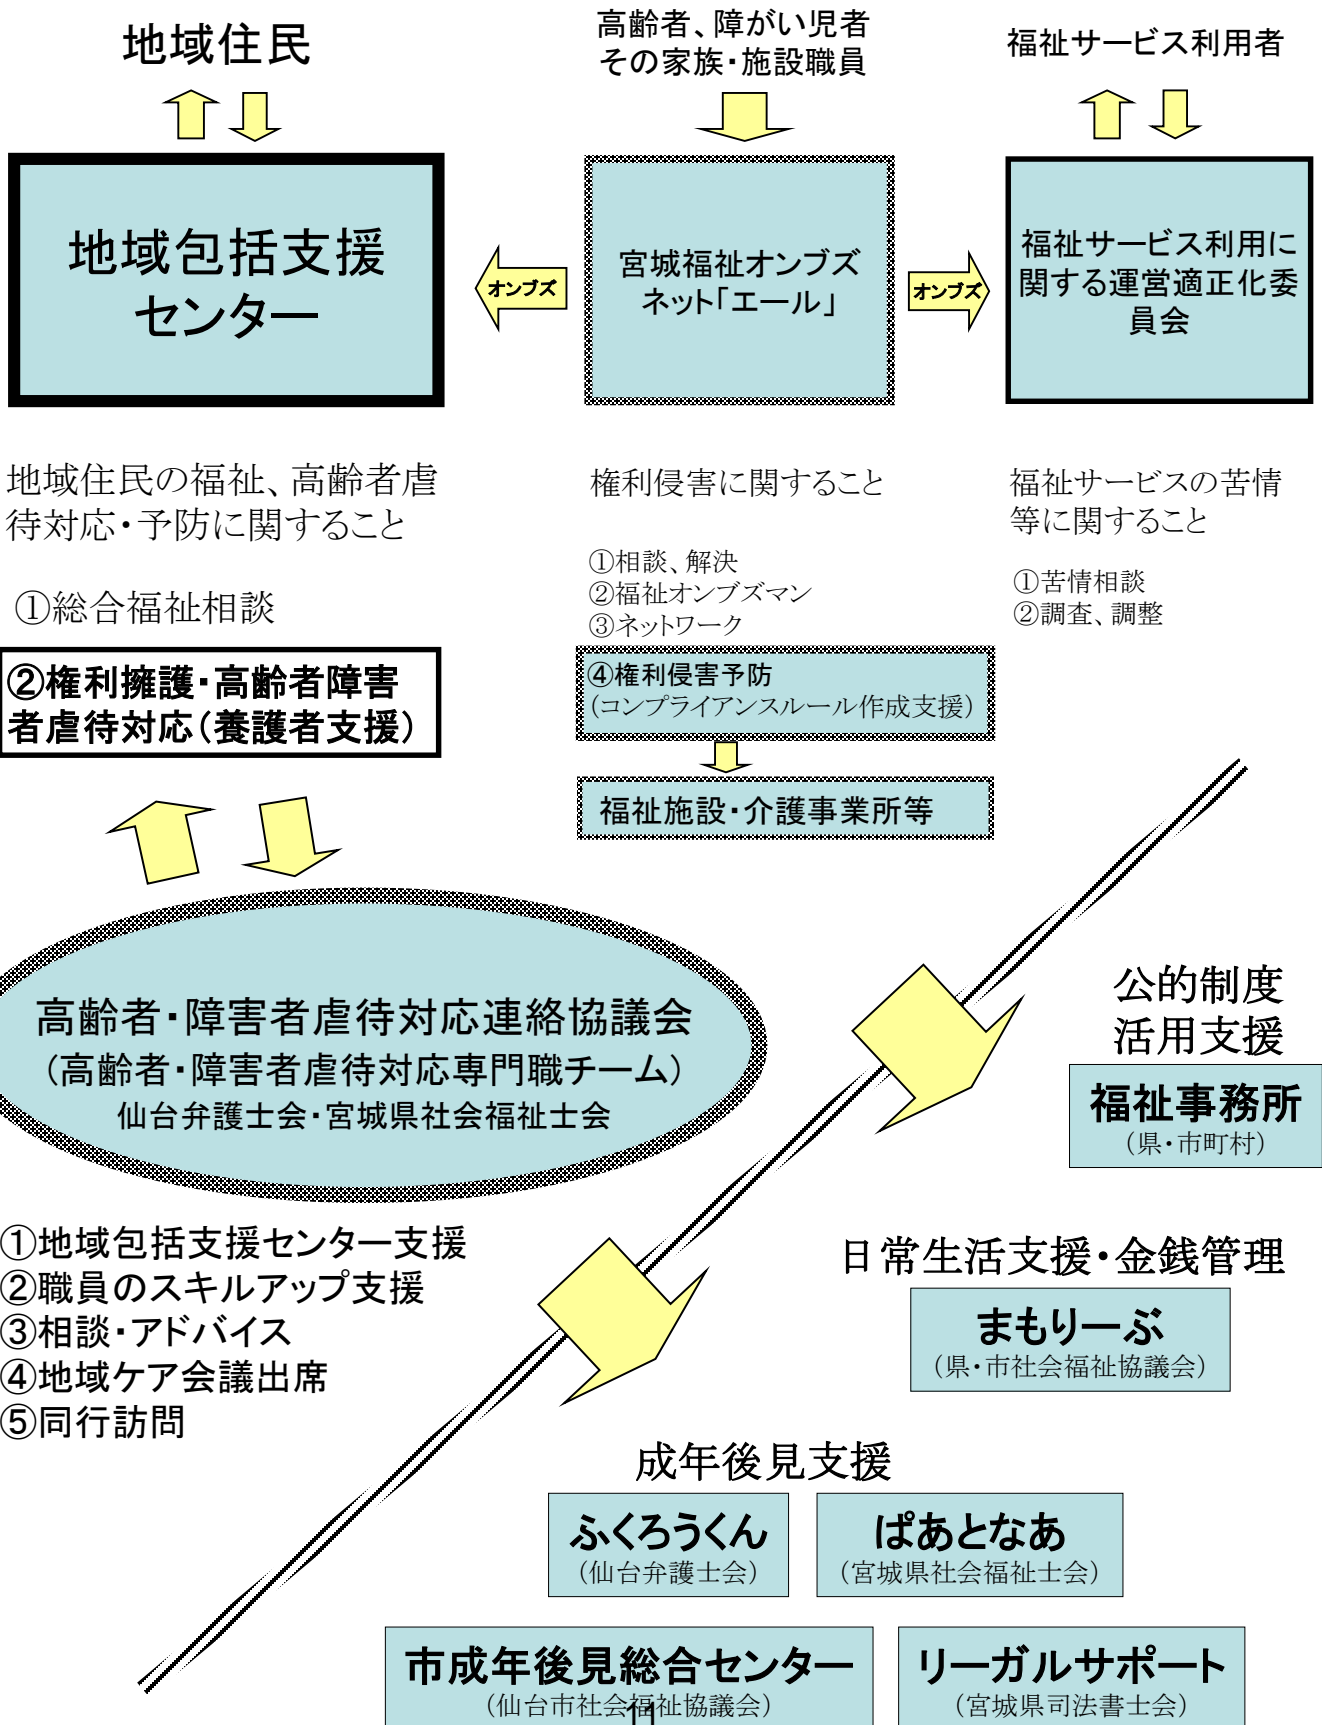 地域住民
高齢者、障がい児者
その家族・施設職員
福祉サービス利用者
地域包括支援
センター
オンブズ
宮城福祉オンブズ
ネット「エール」
オンブズ
福祉サービス利用に
関する運営適正化委
員会
地域住民の福祉、高齢者虐
待対応・予防に関すること
①総合福祉相談
②権利擁護・高齢者障害
者虐待対応(養護者支援)
権利侵害に関すること
①相談、解決
②福祉オンブズマン
③ネットワーク
④権利侵害予防
(コンプライアンスルール作成支援)
福祉施設・介護事業所等
福祉サービスの苦情
等に関すること
①苦情相談
②調査、調整
高齢者・障害者虐待対応連絡協議会
(高齢者・障害者虐待対応専門職チーム)
仙台弁護士会・宮城県社会福祉士会
①地域包括支援センター支援
②職員のスキルアップ支援
③相談・アドバイス
④地域ケア会議出席
⑤同行訪問
公的制度
活用支援
福祉事務所
(県・市町村)
日常生活支援・金銭管理
まもりーぶ
(県・市社会福祉協議会)
成年後見支援
ふくろうくん
(仙台弁護士会)
ぱあとなあ
(宮城県社会福祉士会)
市成年後見総合センター
(仙台市社会福祉協議会)
リーガルサポート
(宮城県司法書士会)
11